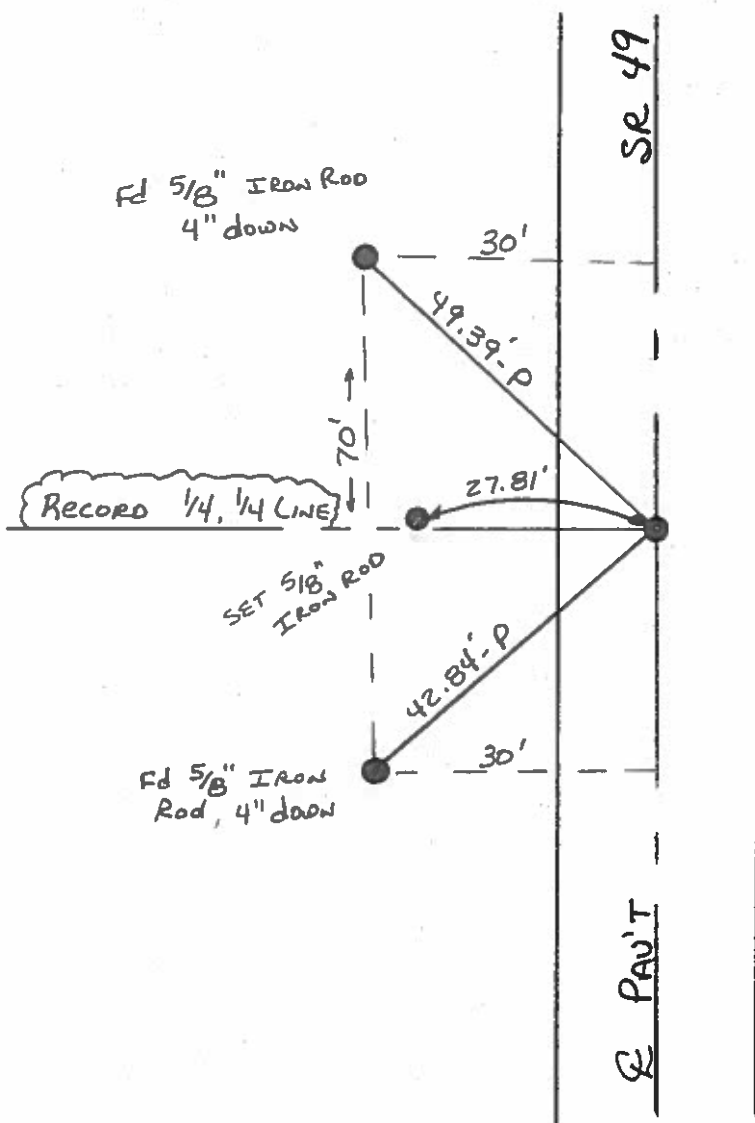 SR 49
Fd 5/8" IRON ROD
4" down
30'
49.39'-P
70'
27.81'
RECORD 1/4, 1/4 LINE
SET 5/8"
IRON ROD
42.84'-P
Fd 5/8" IRON
Rod, 4" down
30'
℄ PAV'T